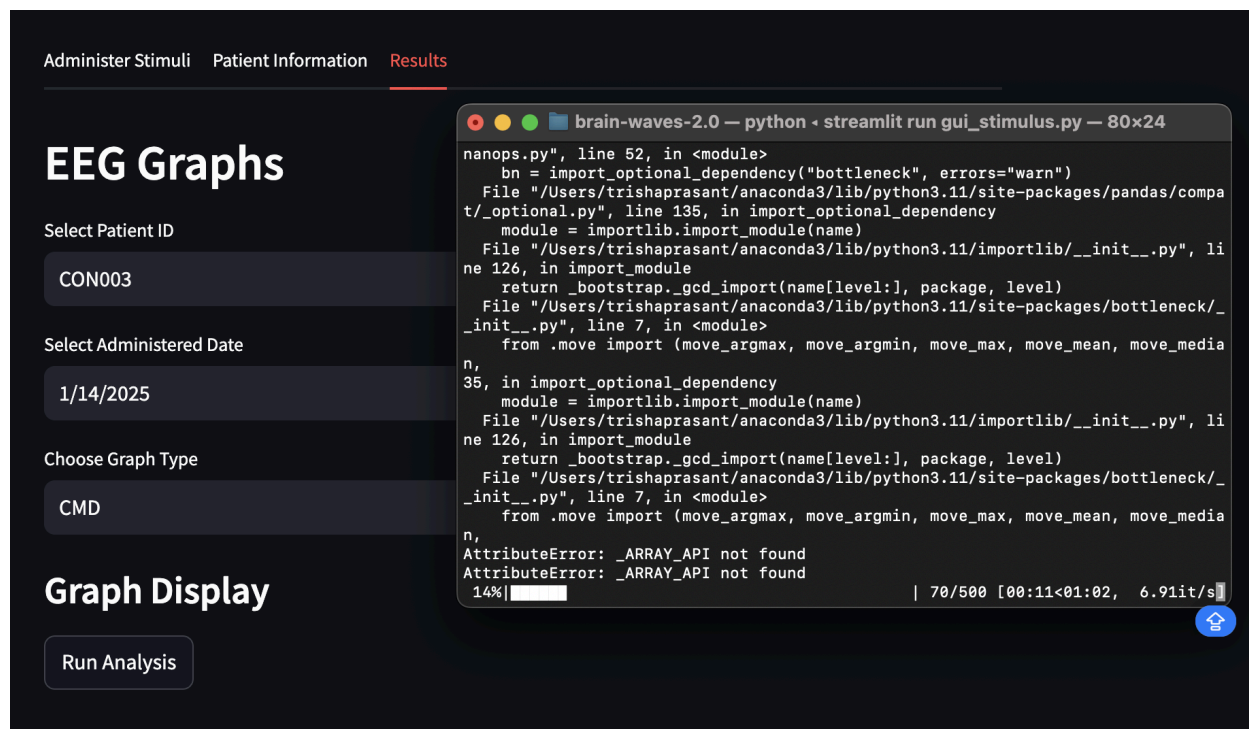 Administer Stimuli Patient Information Results
EEG Graphs
Select Patient ID
CON003
Select Administered Date
1/14/2025
Choose Graph Type
CMD
Graph Display
Run Analysis
brain-waves-2.0 — python ◂ streamlit run gui_stimulus.py — 80×24
nanops.py", line 52, in <module>
    bn = import_optional_dependency("bottleneck", errors="warn")
  File "/Users/trishaprasant/anaconda3/lib/python3.11/site-packages/pandas/compa
t/_optional.py", line 135, in import_optional_dependency
    module = importlib.import_module(name)
  File "/Users/trishaprasant/anaconda3/lib/python3.11/importlib/__init__.py", li
ne 126, in import_module
    return _bootstrap._gcd_import(name[level:], package, level)
  File "/Users/trishaprasant/anaconda3/lib/python3.11/site-packages/bottleneck/_
_init__.py", line 7, in <module>
    from .move import (move_argmax, move_argmin, move_max, move_mean, move_media
n,
35, in import_optional_dependency
    module = importlib.import_module(name)
  File "/Users/trishaprasant/anaconda3/lib/python3.11/importlib/__init__.py", li
ne 126, in import_module
    return _bootstrap._gcd_import(name[level:], package, level)
  File "/Users/trishaprasant/anaconda3/lib/python3.11/site-packages/bottleneck/_
_init__.py", line 7, in <module>
    from .move import (move_argmax, move_argmin, move_max, move_mean, move_media
n,
AttributeError: _ARRAY_API not found
AttributeError: _ARRAY_API not found
 14%|██████ | 70/500 [00:11<01:02,  6.91it/s]